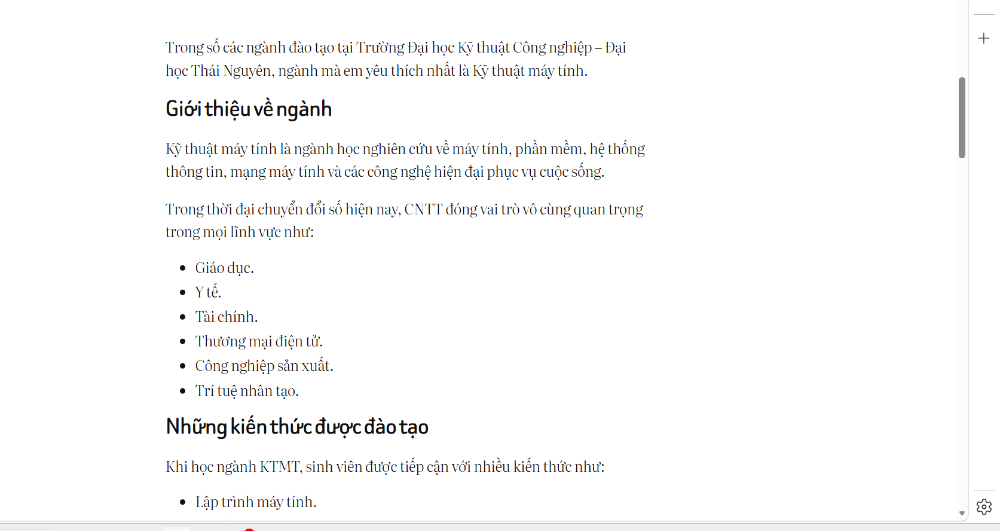 Trong số các ngành đào tạo tại Trường Đại học Kỹ thuật Công nghiệp – Đại
học Thái Nguyên, ngành mà em yêu thích nhất là Kỹ thuật máy tính.
Giới thiệu về ngành
Kỹ thuật máy tính là ngành học nghiên cứu về máy tính, phần mềm, hệ thống
thông tin, mạng máy tính và các công nghệ hiện đại phục vụ cuộc sống.
Trong thời đại chuyển đổi số hiện nay, CNTT đóng vai trò vô cùng quan trọng
trong mọi lĩnh vực như:
• Giáo dục.
• Y tế.
• Tài chính.
• Thương mại điện tử.
• Công nghiệp sản xuất.
• Trí tuệ nhân tạo.
Những kiến thức được đào tạo
Khi học ngành KTMT, sinh viên được tiếp cận với nhiều kiến thức như:
• Lập trình máy tính.